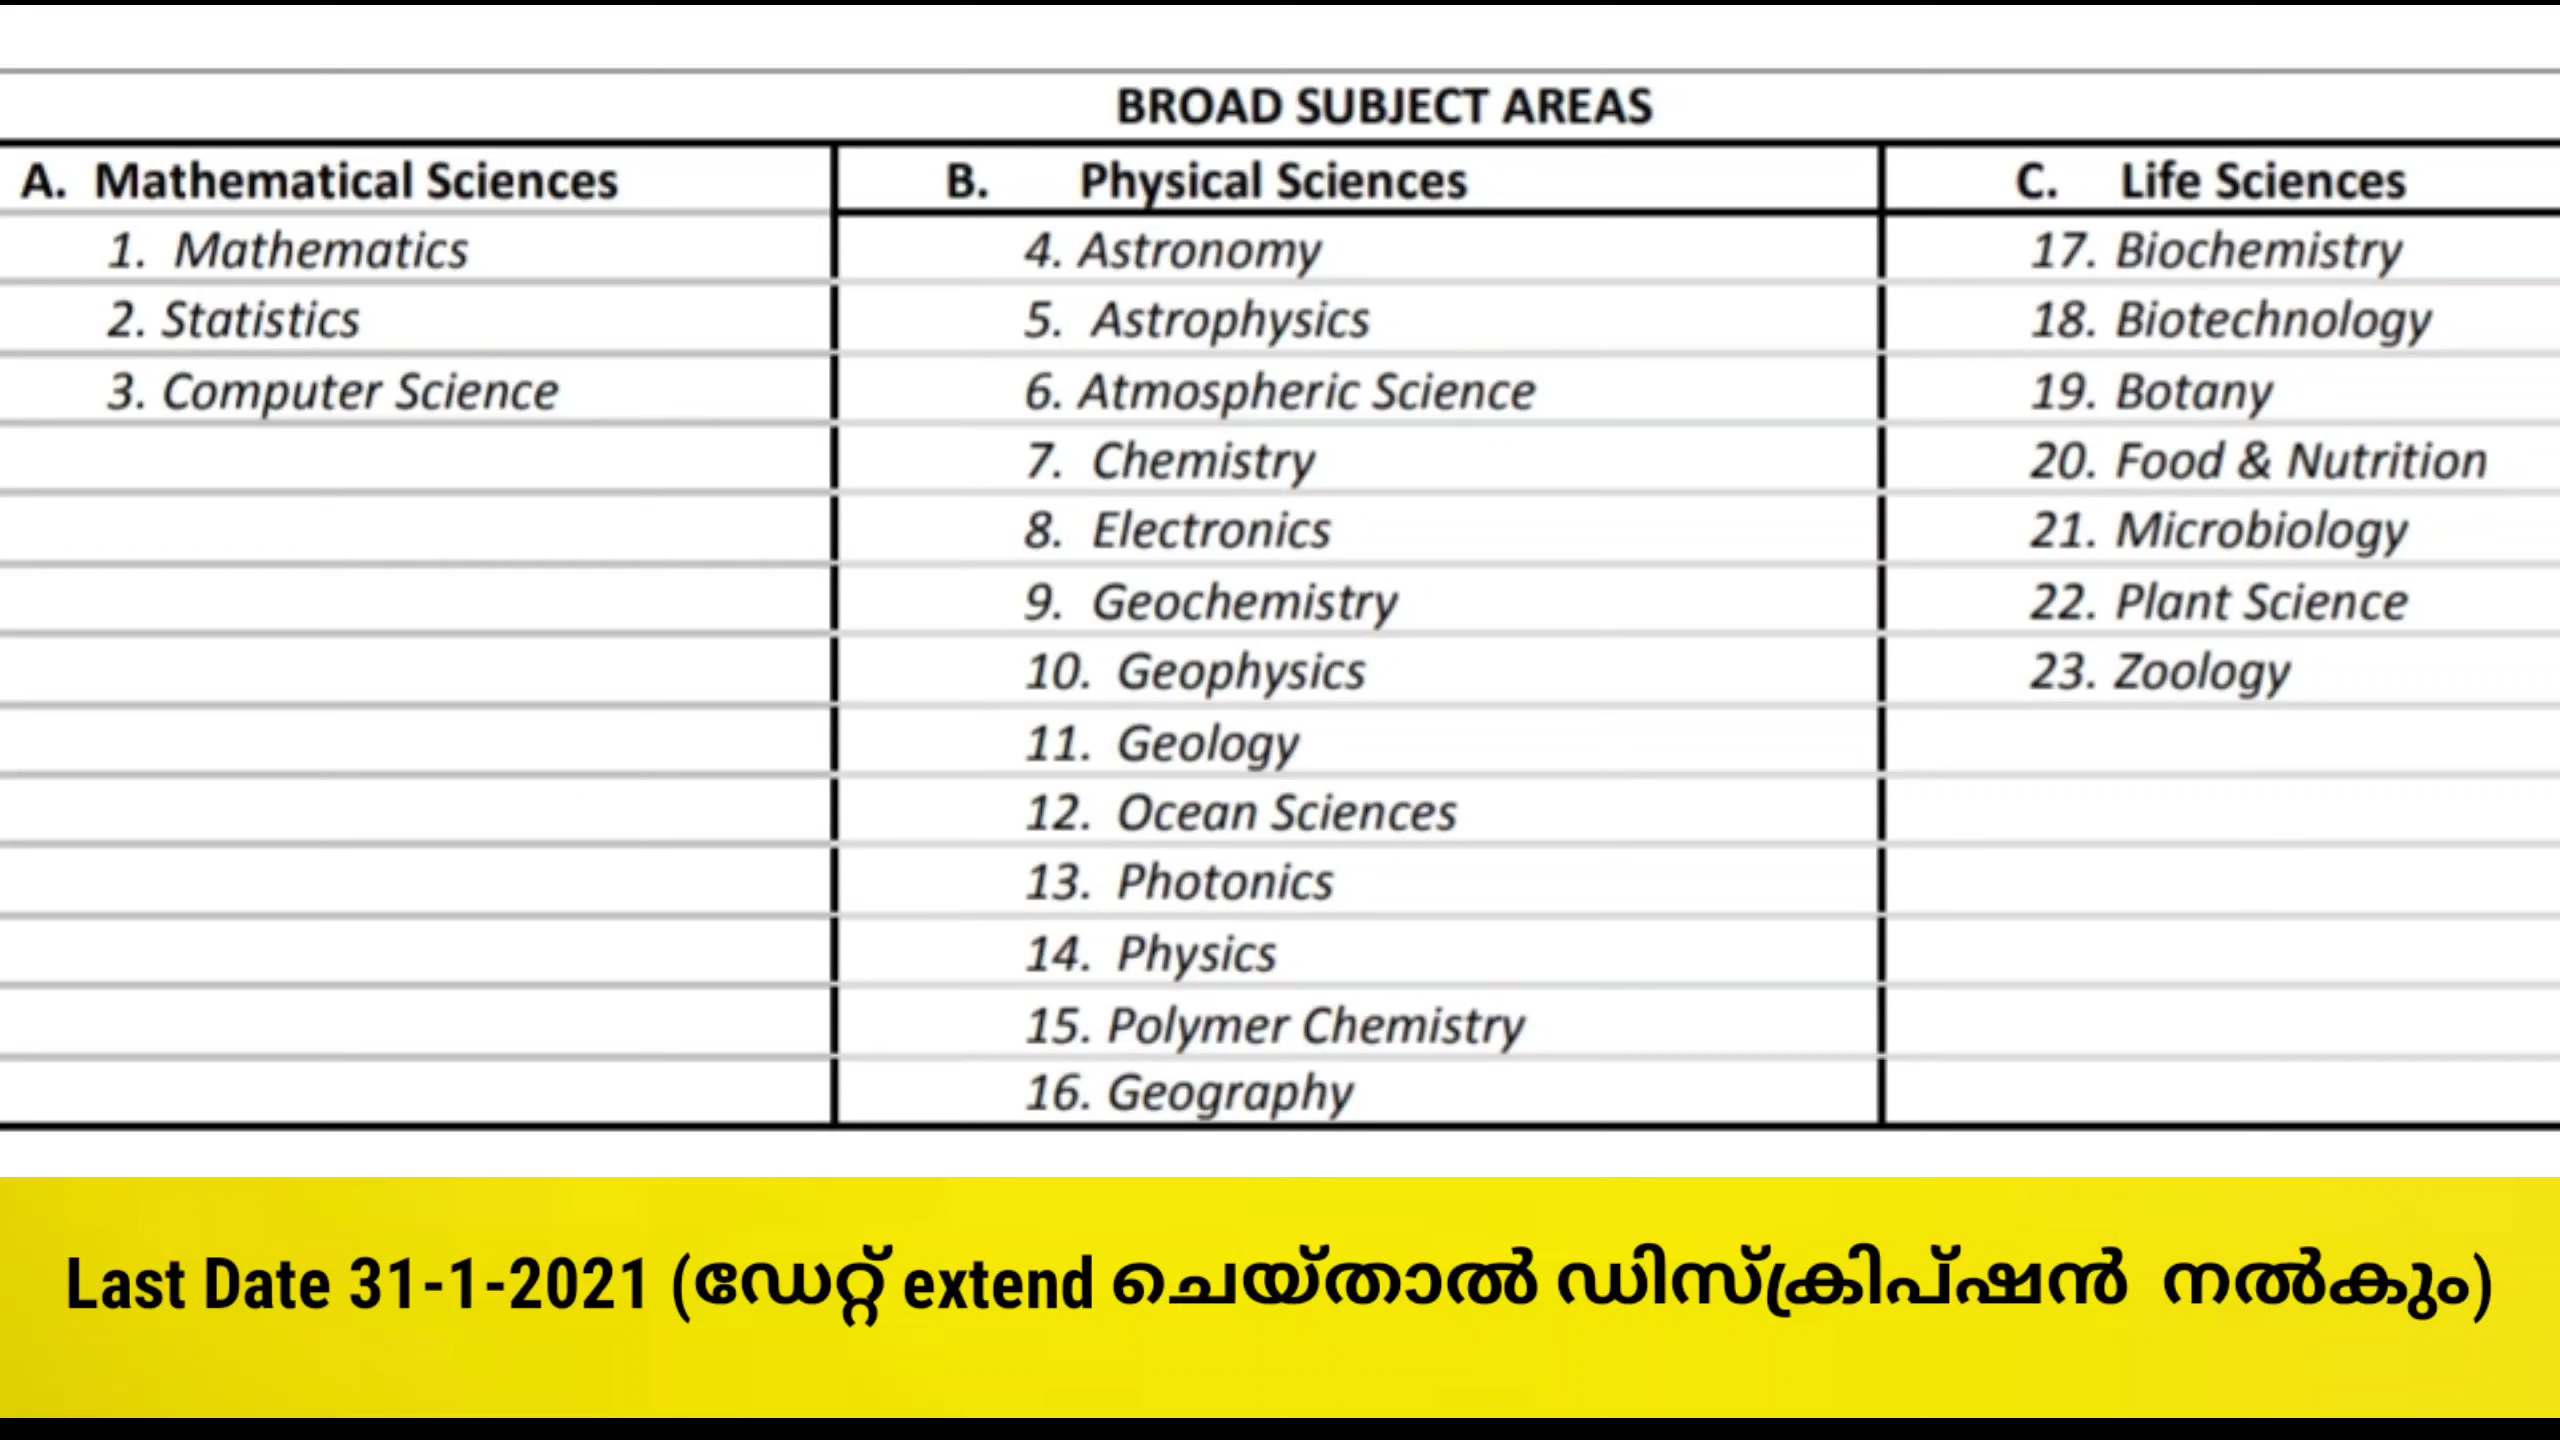 BROAD SUBJECT AREAS
A. Mathematical Sciences B. Physical Sciences C. Life Sciences
1. Mathematics 4. Astronomy 17. Biochemistry
2. Statistics 5. Astrophysics 18. Biotechnology
3. Computer Science 6. Atmospheric Science 19. Botany
7. Chemistry 20. Food & Nutrition
8. Electronics 21. Microbiology
9. Geochemistry 22. Plant Science
10. Geophysics 23. Zoology
11. Geology
12. Ocean Sciences
13. Photonics
14. Physics
15. Polymer Chemistry
16. Geography
Last Date 31-1-2021 (ഡേറ്റ് extend ചെയ്താൽ ഡിസ്ക്രിപ്ഷൻ നൽകും)